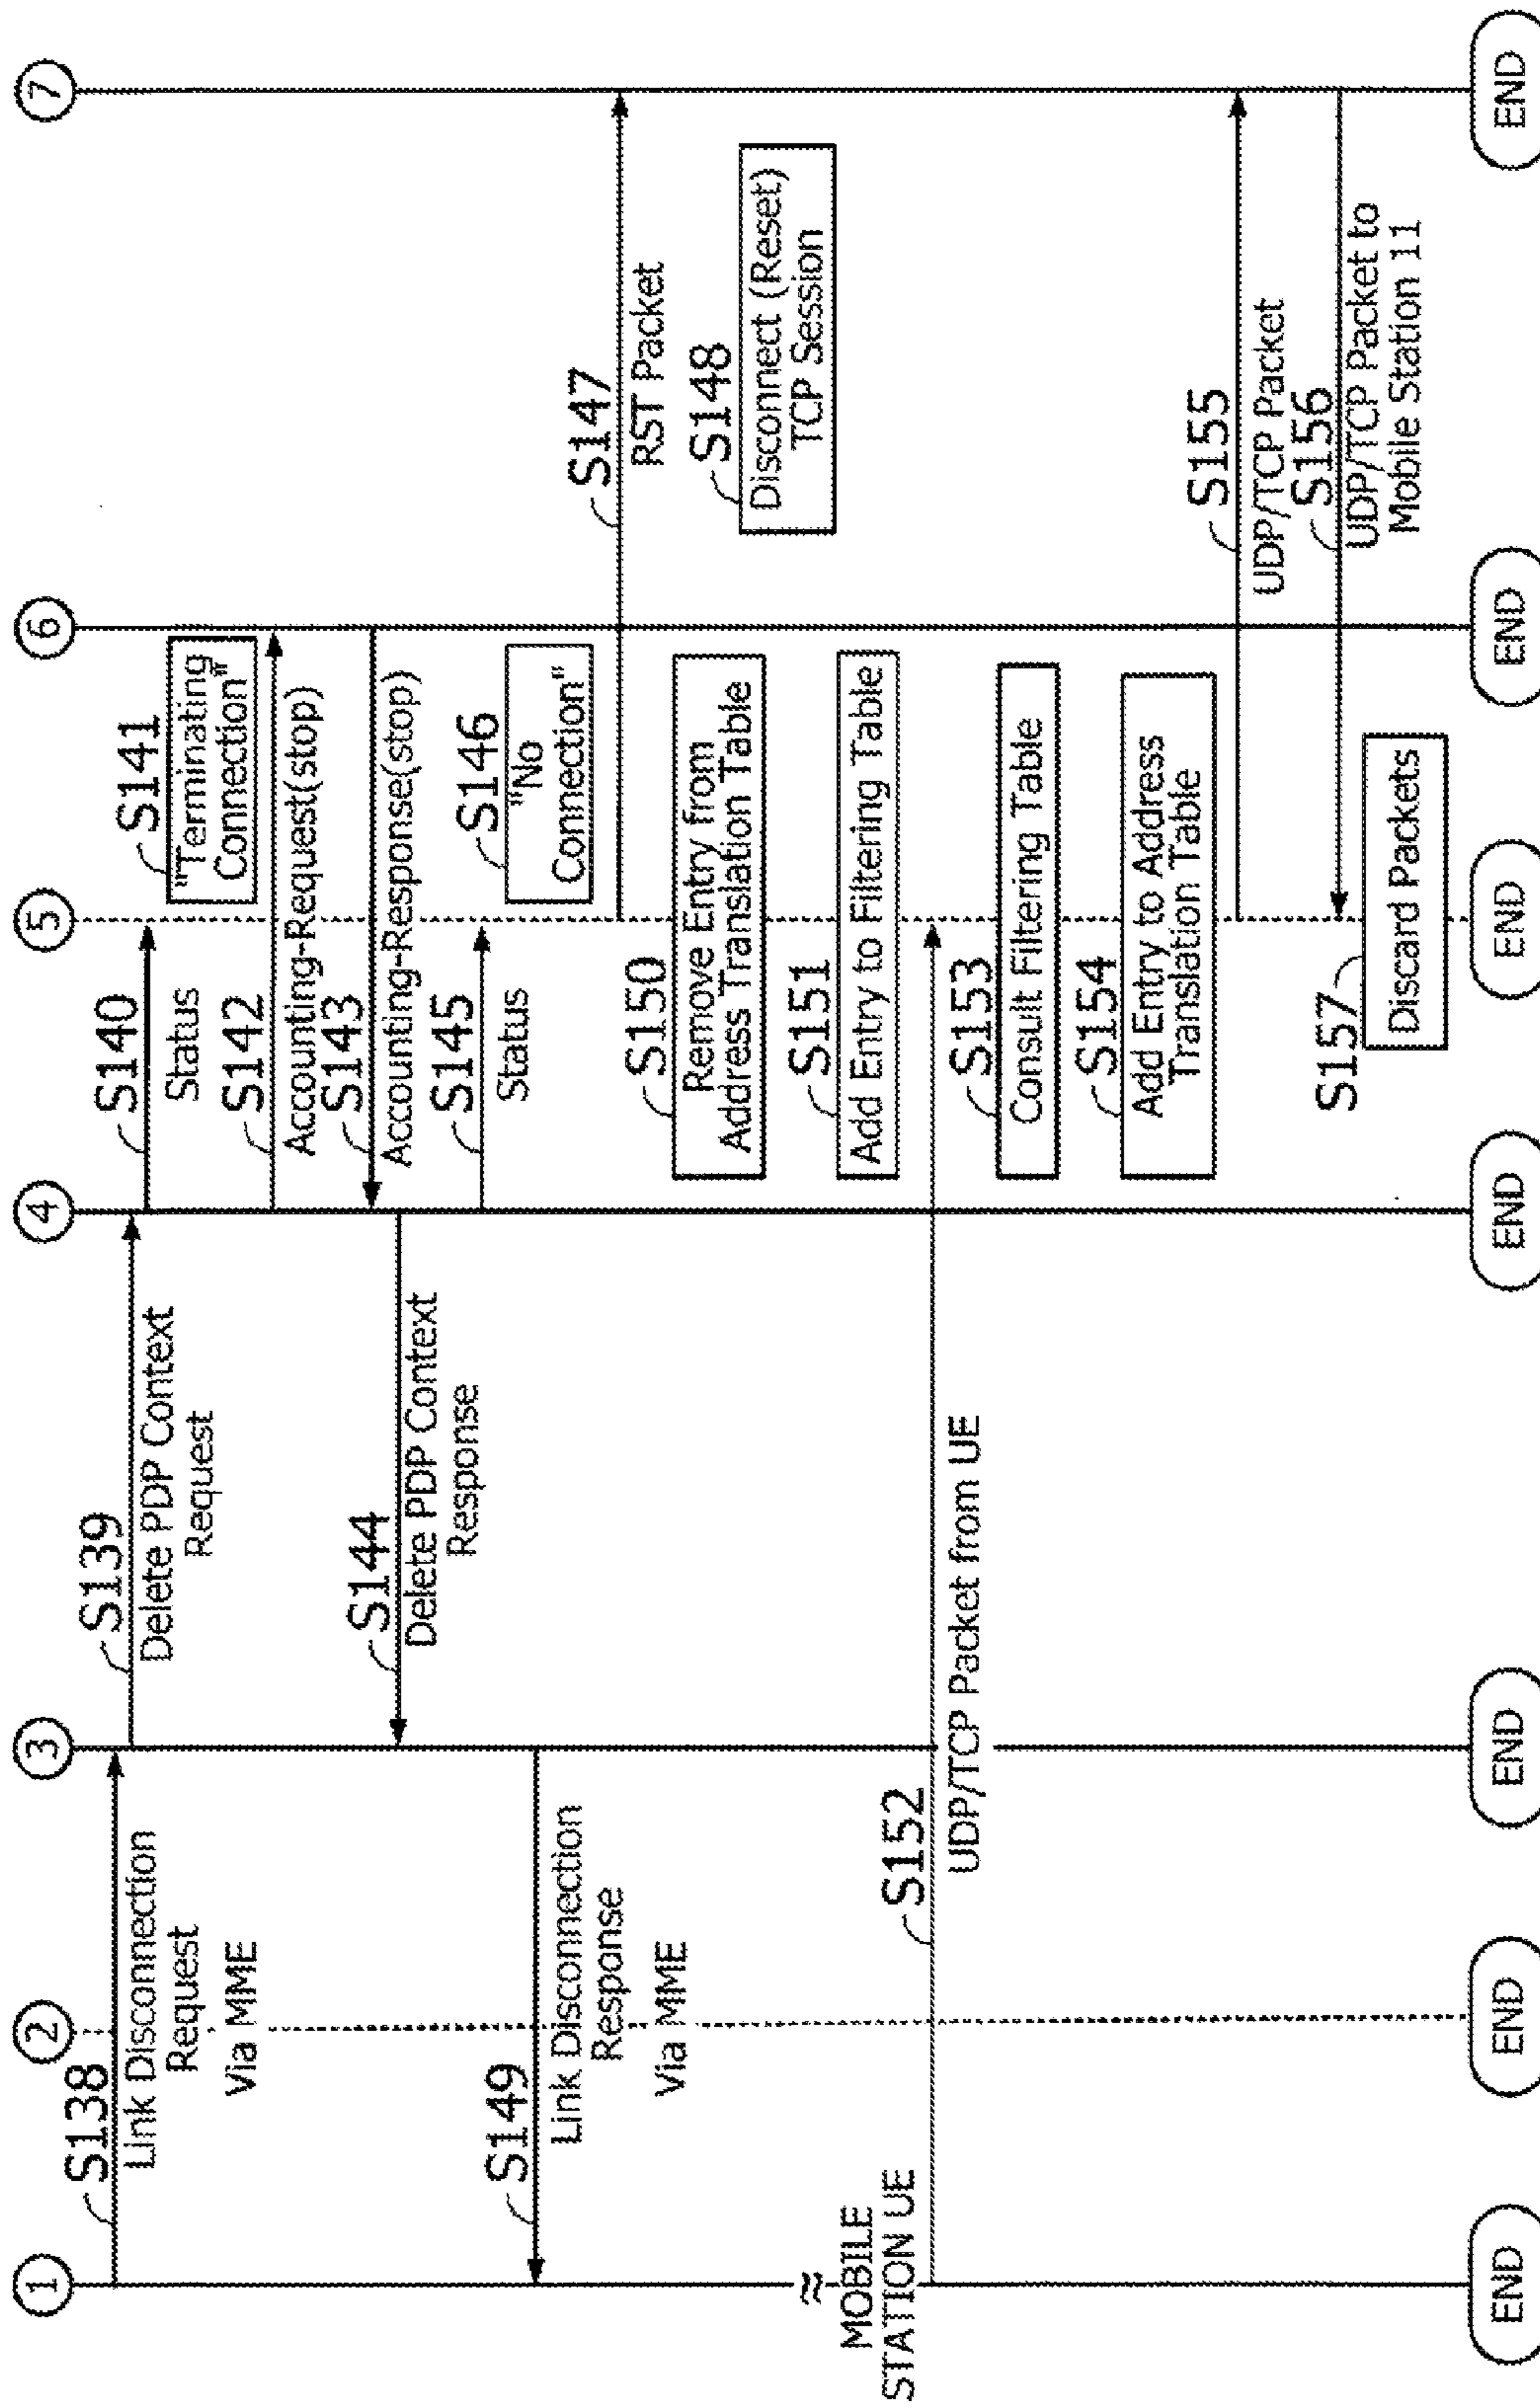 1
2
3
4
5
6
7
S138
Link Disconnection
Request
Via MME
S139
Delete PDP Context
Request
S140
Status
S141
"Terminating
Connection"
S142
Accounting-Request(stop)
S143
Accounting-Response(stop)
S144
Delete PDP Context
Response
S145
Status
S146
"No
Connection"
S147
RST Packet
S148
Disconnect (Reset)
TCP Session
S149
Link Disconnection
Response
Via MME
S150
Remove Entry from
Address Translation Table
S151
Add Entry to Filtering Table
≈
MOBILE
STATION UE
S152
UDP/TCP Packet from UE
S153
Consult Filtering Table
S154
Add Entry to Address
Translation Table
S155
UDP/TCP Packet
S156
UDP/TCP Packet to
Mobile Station 11
S157
Discard Packets
END
END
END
END
END
END
END